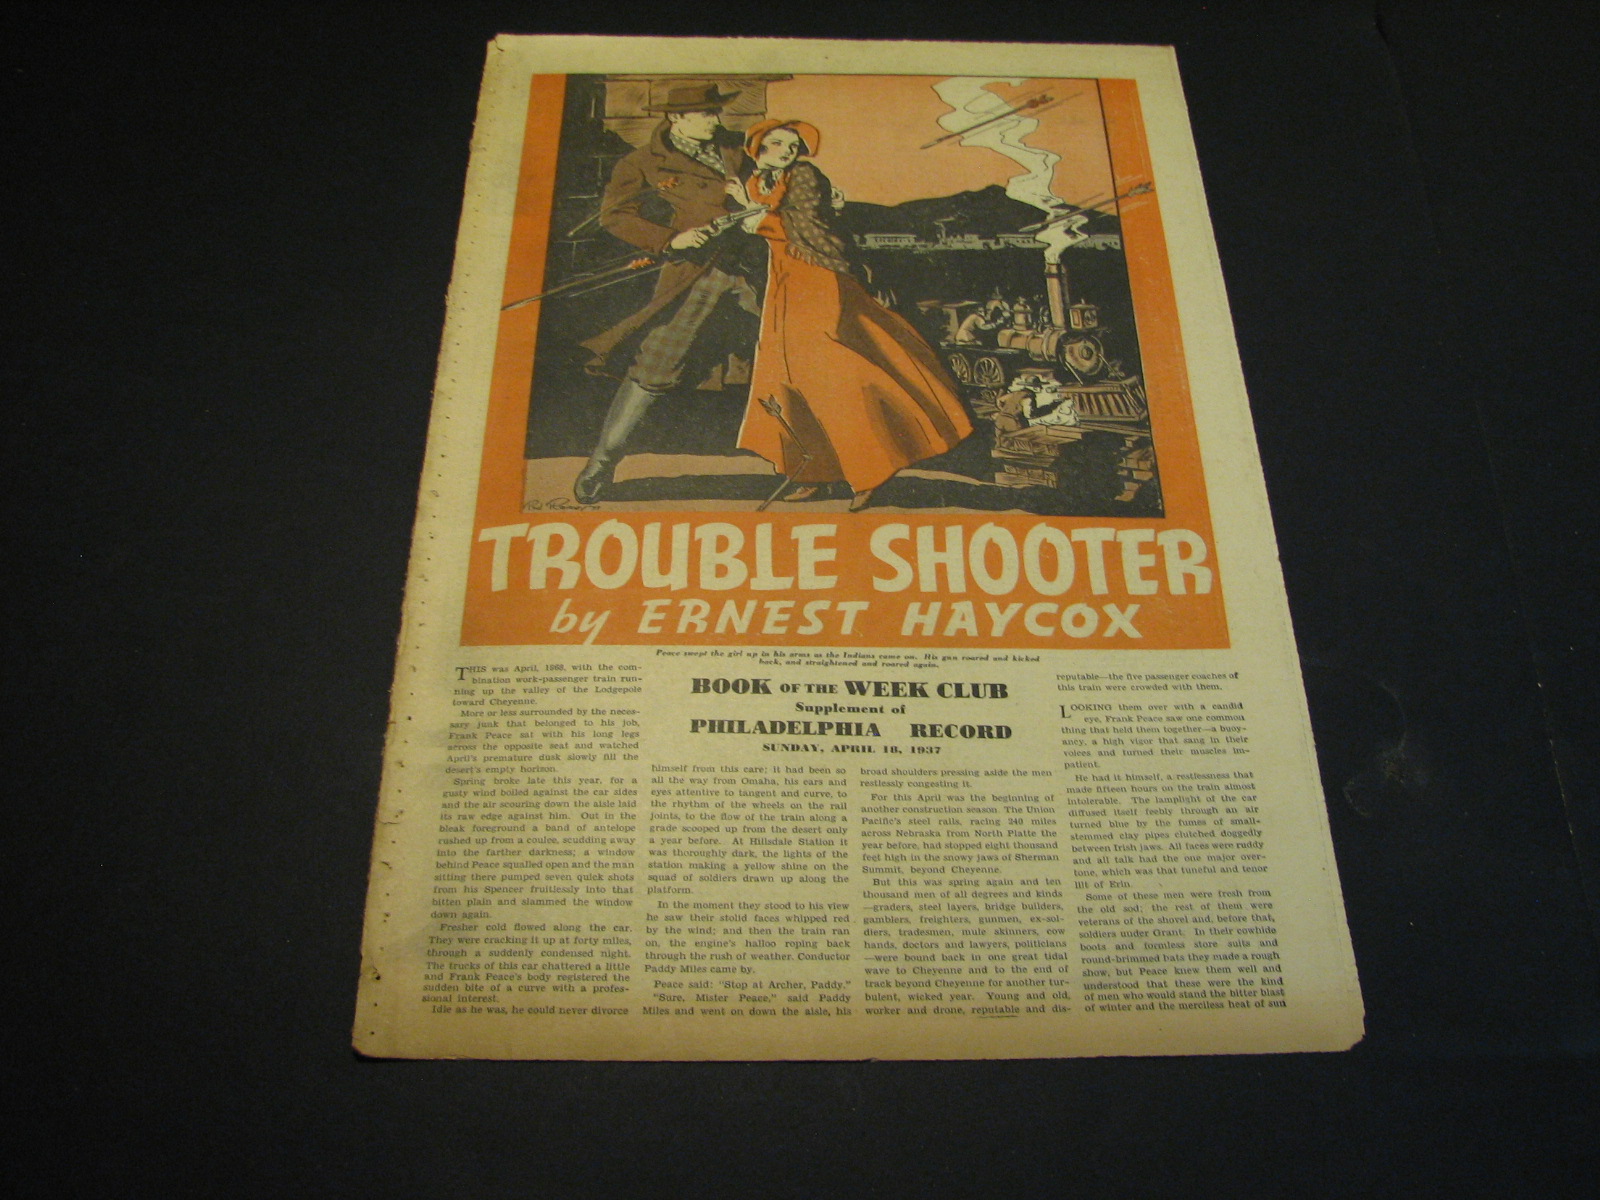 TROUBLE SHOOTER
by ERNEST HAYCOX
Peace swept the girl up in his arms as the Indians came on. His gun roared and kicked
back, and straightened and roared again.
THIS was April, 1868, with the com-
bination work-passenger train run-
ning up the valley of the Lodgepole
toward Cheyenne.
More or less surrounded by the neces-
sary junk that belonged to his job,
Frank Peace sat with his long legs
across the opposite seat and watched
April's premature dusk slowly fill the
desert's empty horizon.
Spring broke late this year, for a
gusty wind boiled against the car sides
and the air scouring down the aisle laid
its raw edge against him. Out in the
bleak foreground a band of antelope
rushed up from a coulee, scudding away
into the farther darkness; a window
behind Peace squalled open and the man
sitting there pumped seven quick shots
from his Spencer fruitlessly into that
bitten plain and slammed the window
down again.
Fresher cold flowed along the car.
They were cracking it up at forty miles,
through a suddenly condensed night.
The trucks of this car chattered a little
and Frank Peace's body registered the
sudden bite of a curve with a profes-
sional interest.
Idle as he was, he could never divorce
BOOK OF THE WEEK CLUB
Supplement of
PHILADELPHIA RECORD
SUNDAY, APRIL 18, 1937
himself from this care; it had been so
all the way from Omaha, his ears and
eyes attentive to tangent and curve, to
the rhythm of the wheels on the rail
joints, to the flow of the train along a
grade scooped up from the desert only
a year before. At Hillsdale Station it
was thoroughly dark, the lights of the
station making a yellow shine on the
squad of soldiers drawn up along the
platform.
In the moment they stood to his view
he saw their stolid faces whipped red
by the wind; and then the train ran
on, the engine's halloo roping back
through the rush of weather. Conductor
Paddy Miles came by.
Peace said: "Stop at Archer, Paddy."
"Sure, Mister Peace," said Paddy
Miles and went on down the aisle, his
broad shoulders pressing aside the men
restlessly congesting it.
For this April was the beginning of
another construction season. The Union
Pacific's steel rails, racing 240 miles
across Nebraska from North Platte the
year before, had stopped eight thousand
feet high in the snowy jaws of Sherman
Summit, beyond Cheyenne.
But this was spring again and ten
thousand men of all degrees and kinds
—graders, steel layers, bridge builders,
gamblers, freighters, gunmen, ex-sol-
diers, tradesmen, mule skinners, cow
hands, doctors and lawyers, politicians
—were bound back in one great tidal
wave to Cheyenne and to the end of
track beyond Cheyenne for another tur-
bulent, wicked year. Young and old,
worker and drone, reputable and dis-
reputable—the five passenger coaches of
this train were crowded with them.
LOOKING them over with a candid
eye, Frank Peace saw one common
thing that held them together—a buoy-
ancy, a high vigor that sang in their
voices and turned their muscles im-
patient.
He had it himself, a restlessness that
made fifteen hours on the train almost
intolerable. The lamplight of the car
diffused itself feebly through an air
turned blue by the fumes of small-
stemmed clay pipes clutched doggedly
between Irish jaws. All faces were ruddy
and all talk had the one major over-
tone, which was that tuneful and tenor
lilt of Erin.
Some of these men were fresh from
the old sod; the rest of them were
veterans of the shovel and, before that,
soldiers under Grant. In their cowhide
boots and formless store suits and
round-brimmed hats they made a rough
show, but Peace knew them well and
understood that these were the kind
of men who would stand the bitter blast
of winter and the merciless heat of sun